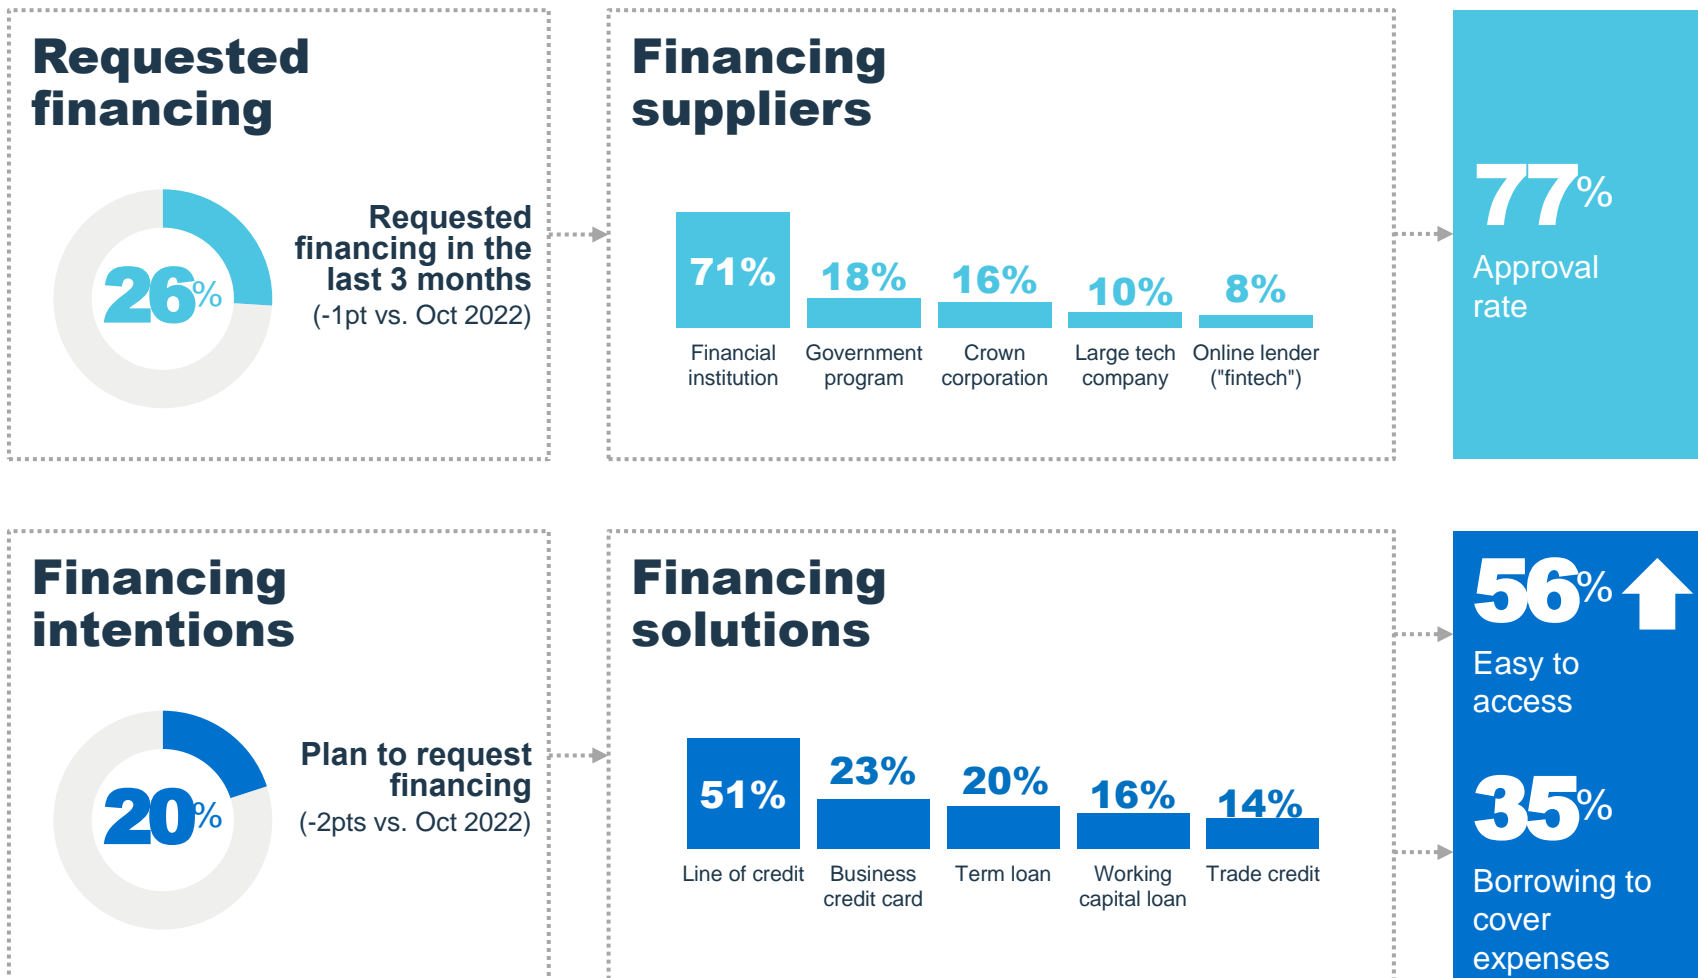 Requested
financing
26%
Requested
financing in the
last 3 months
(-1pt vs. Oct 2022)
Financing
suppliers
71%
18%
16%
10%
8%
Financial
institution
Government
program
Crown
corporation
Large tech
company
Online lender
("fintech")
77%
Approval
rate
Financing
intentions
20%
Plan to request
financing
(-2pts vs. Oct 2022)
Financing
solutions
51%
23%
20%
16%
14%
Line of credit
Business
credit card
Term loan
Working
capital loan
Trade credit
56%
Easy to
access
35%
Borrowing to
cover
expenses